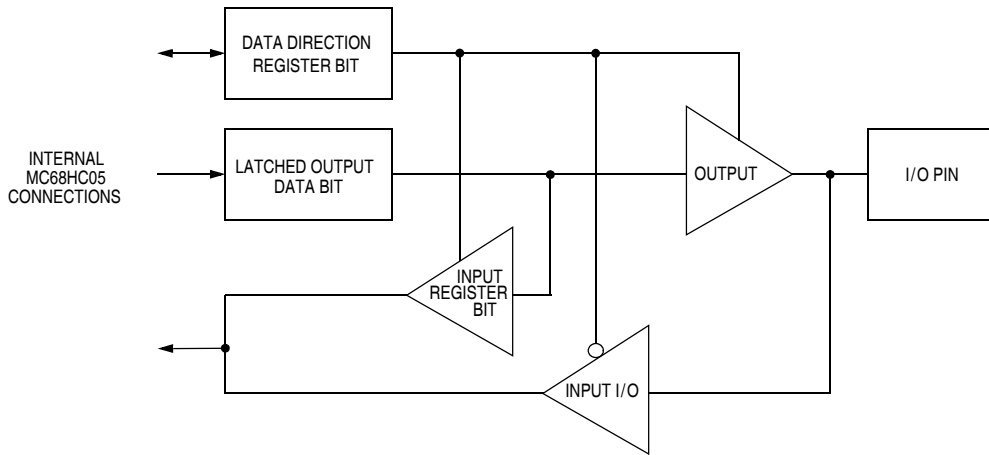 DATA DIRECTION
REGISTER BIT
INTERNAL
MC68HC05
CONNECTIONS
LATCHED OUTPUT
DATA BIT
OUTPUT
I/O PIN
INPUT
REGISTER
BIT
INPUT I/O